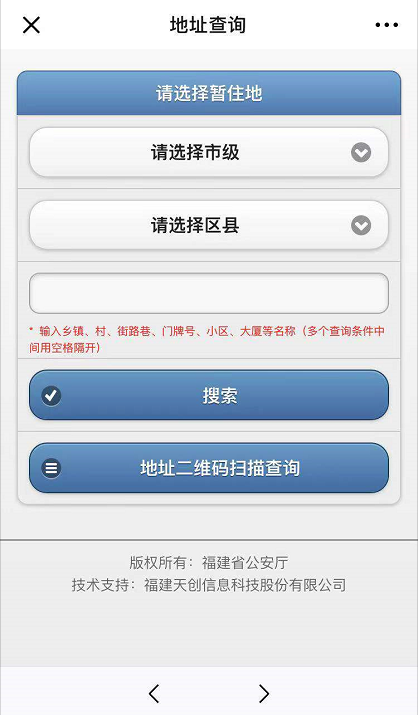 地址查询
请选择暂住地
请选择市级
请选择区县
* 输入乡镇、村、街路巷、门牌号、小区、大厦等名称（多个查询条件中
间用空格隔开）
搜索
地址二维码扫描查询
版权所有：福建省公安厅
技术支持：福建天创信息科技股份有限公司